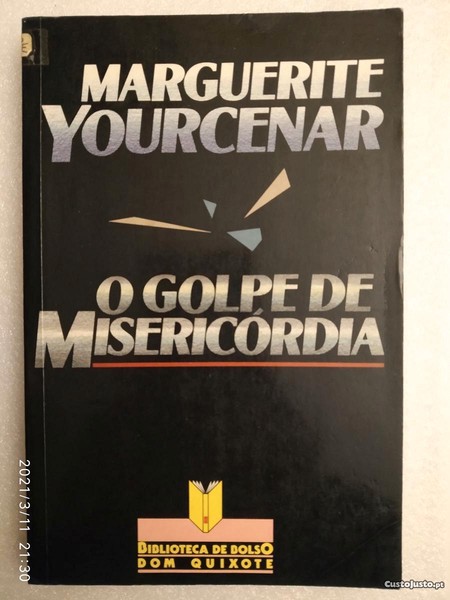 MARGUERITE
YOURCENAR
O GOLPE DE
MISERICÓRDIA
BIBLIOTECA DE BOLSO
DOM QUIXOTE
2021/3/11 21:30
CustoJusto.pt